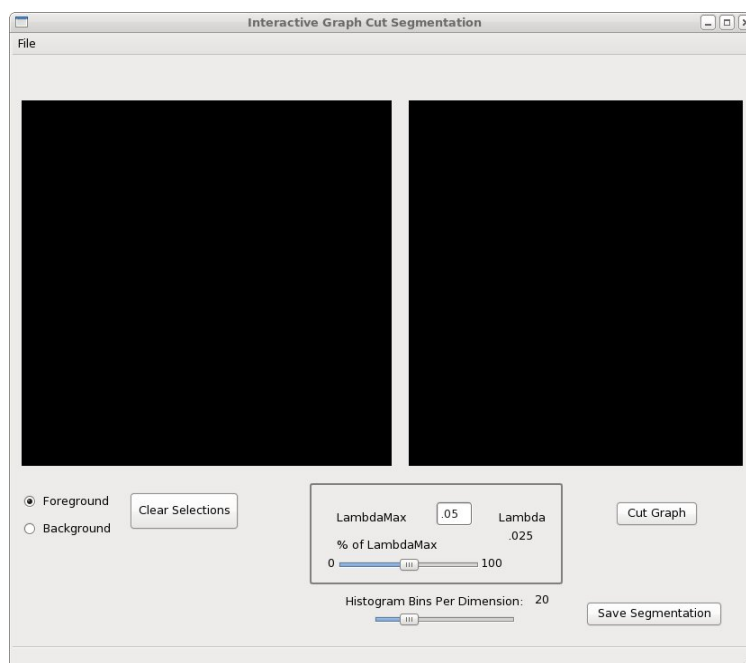 Interactive Graph Cut Segmentation
File
Foreground
Background
Clear Selections
LambdaMax .05 Lambda
.025
% of LambdaMax
0 100
Histogram Bins Per Dimension: 20
Cut Graph
Save Segmentation